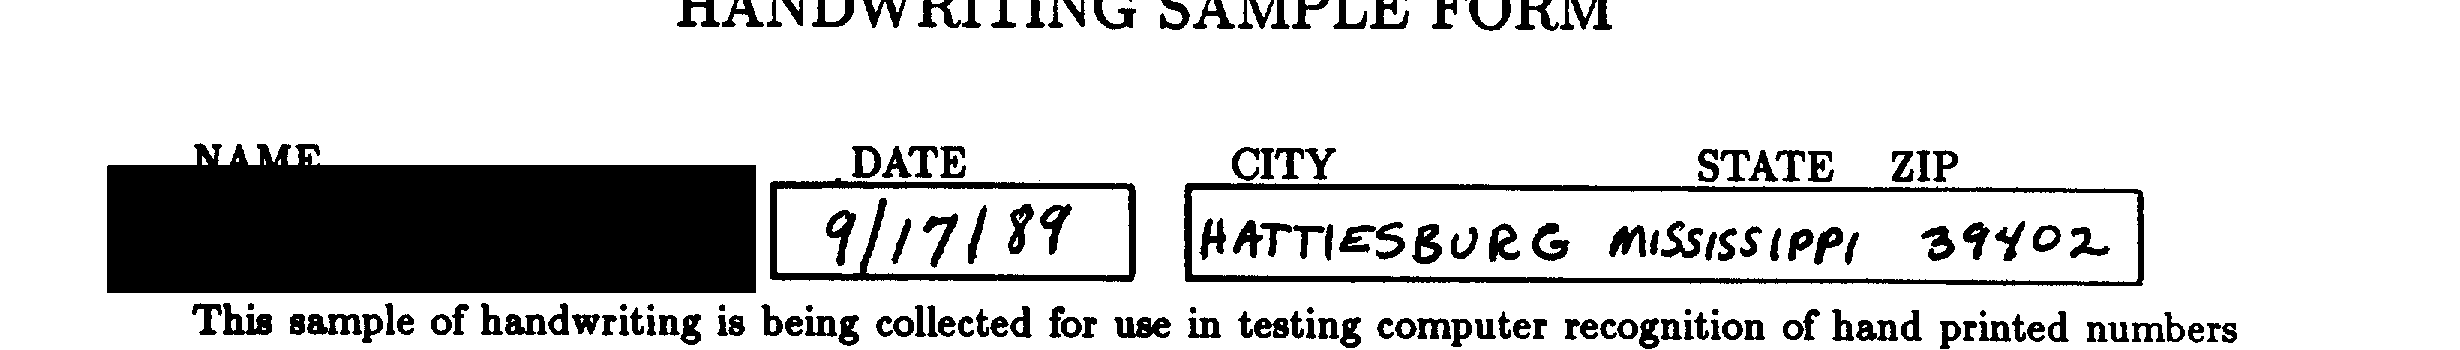 HANDWRITING SAMPLE FORM
NAME DATE CITY STATE ZIP
9/17/89 HATTIESBURG MISSISSIPPI 39402
This sample of handwriting is being collected for use in testing computer recognition of hand printed numbers